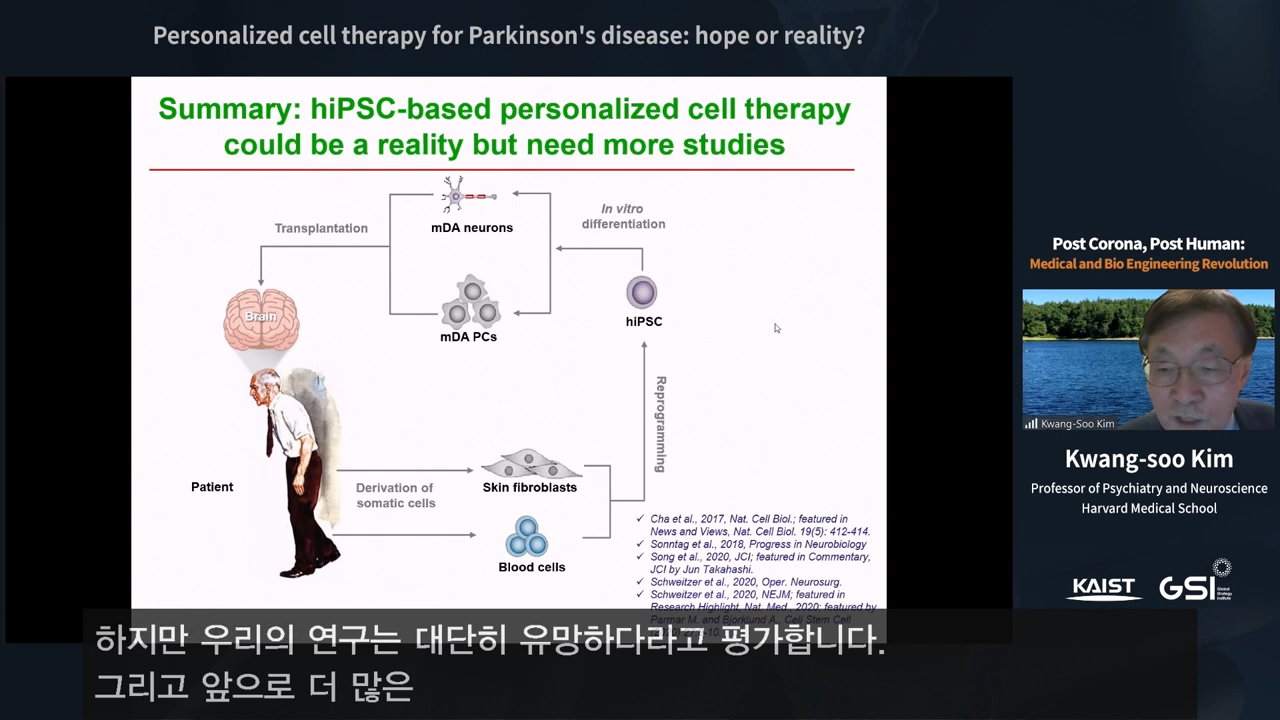 Personalized cell therapy for Parkinson's disease: hope or reality?
Summary: hiPSC-based personalized cell therapy
could be a reality but need more studies
Transplantation
mDA neurons
In vitro
differentiation
Brain
mDA PCs
hiPSC
Reprogramming
Patient
Derivation of
somatic cells
Skin fibroblasts
Blood cells
✓ Cha et al., 2017, Nat. Cell Biol.; featured in
News and Views, Nat. Cell Biol. 19(5): 412-414.
✓ Sonntag et al., 2018, Progress in Neurobiology
✓ Song et al., 2020, JCI; featured in Commentary,
JCI by Jun Takahashi.
✓ Schweitzer et al., 2020, Oper. Neurosurg.
✓ Schweitzer et al., 2020, NEJM; featured in
Research Highlight, Nat. Med., 2020; featured by
Parmar M. and Bjorklund A., Cell Stem Cell
Post Corona, Post Human:
Medical and Bio Engineering Revolution
Kwang-Soo Kim
Kwang-soo Kim
Professor of Psychiatry and Neuroscience
Harvard Medical School
KAIST
GSI Global Strategy Institute
하지만 우리의 연구는 대단히 유망하다라고 평가합니다.
그리고 앞으로 더 많은